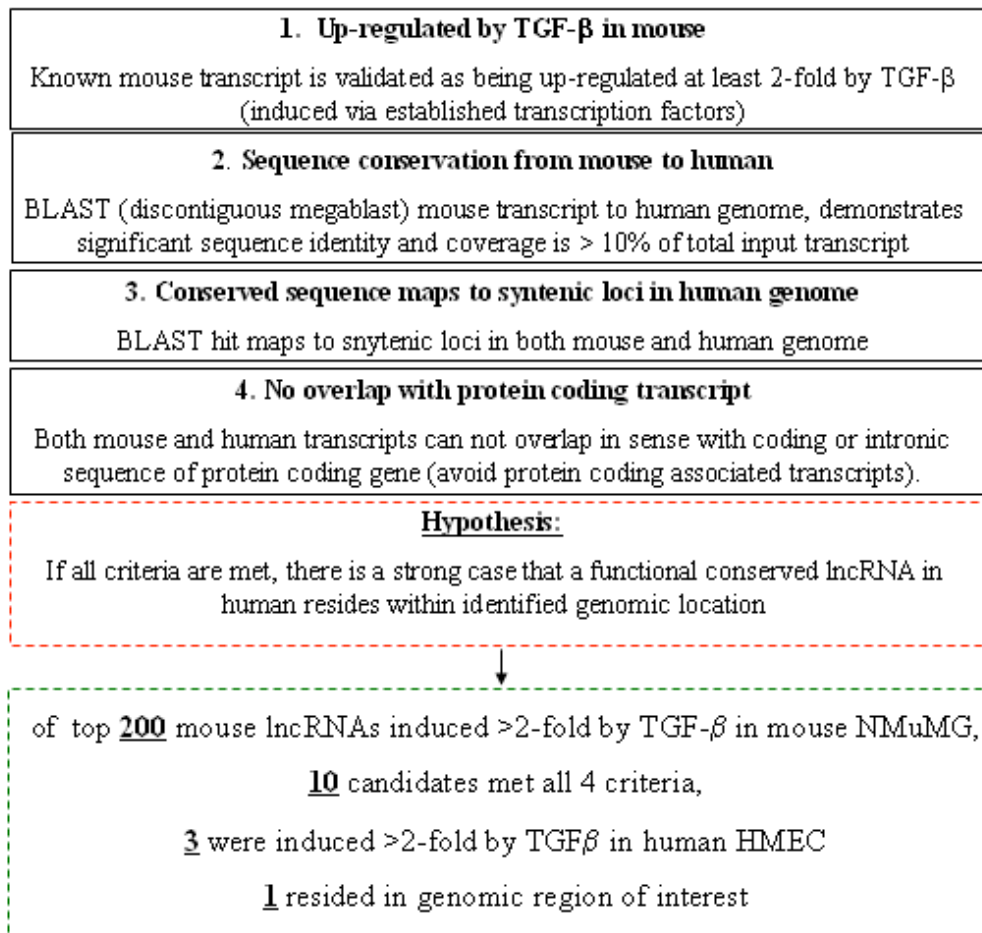 1. Up-regulated by TGF-β in mouse
Known mouse transcript is validated as being up-regulated at least 2-fold by TGF-β
(induced via established transcription factors)
2. Sequence conservation from mouse to human
BLAST (discontiguous megablast) mouse transcript to human genome, demonstrates
significant sequence identity and coverage is > 10% of total input transcript
3. Conserved sequence maps to syntenic loci in human genome
BLAST hit maps to snytenic loci in both mouse and human genome
4. No overlap with protein coding transcript
Both mouse and human transcripts can not overlap in sense with coding or intronic
sequence of protein coding gene (avoid protein coding associated transcripts).
Hypothesis:
If all criteria are met, there is a strong case that a functional conserved lncRNA in
human resides within identified genomic location
of top 200 mouse lncRNAs induced >2-fold by TGF-β in mouse NMuMG,
10 candidates met all 4 criteria,
3 were induced >2-fold by TGFβ in human HMEC
1 resided in genomic region of interest